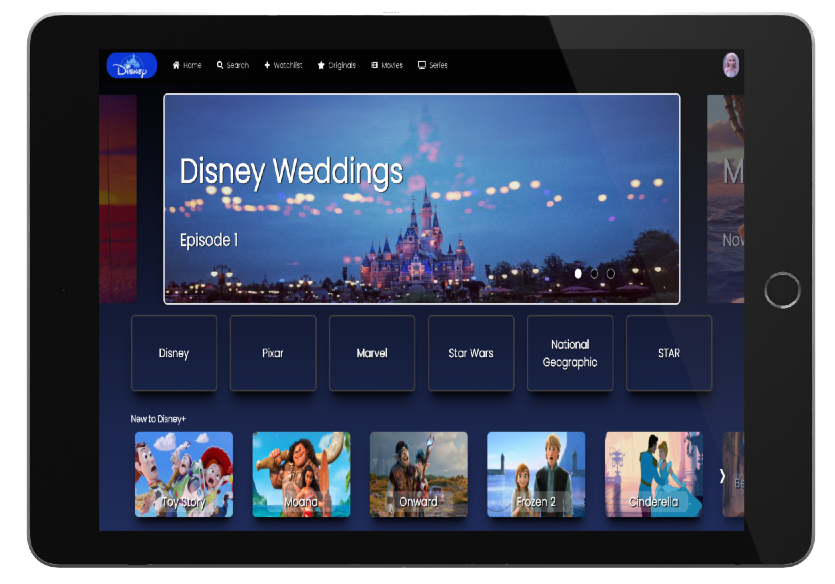 Disney
Home
Search
Watchlist
Originals
Movies
Series
Disney Weddings
Episode 1
M
Nov
Disney
Pixar
Marvel
Star Wars
National
Geographic
STAR
New to Disney+
Toy Story
Moana
Onward
Frozen 2
Cinderella
Be